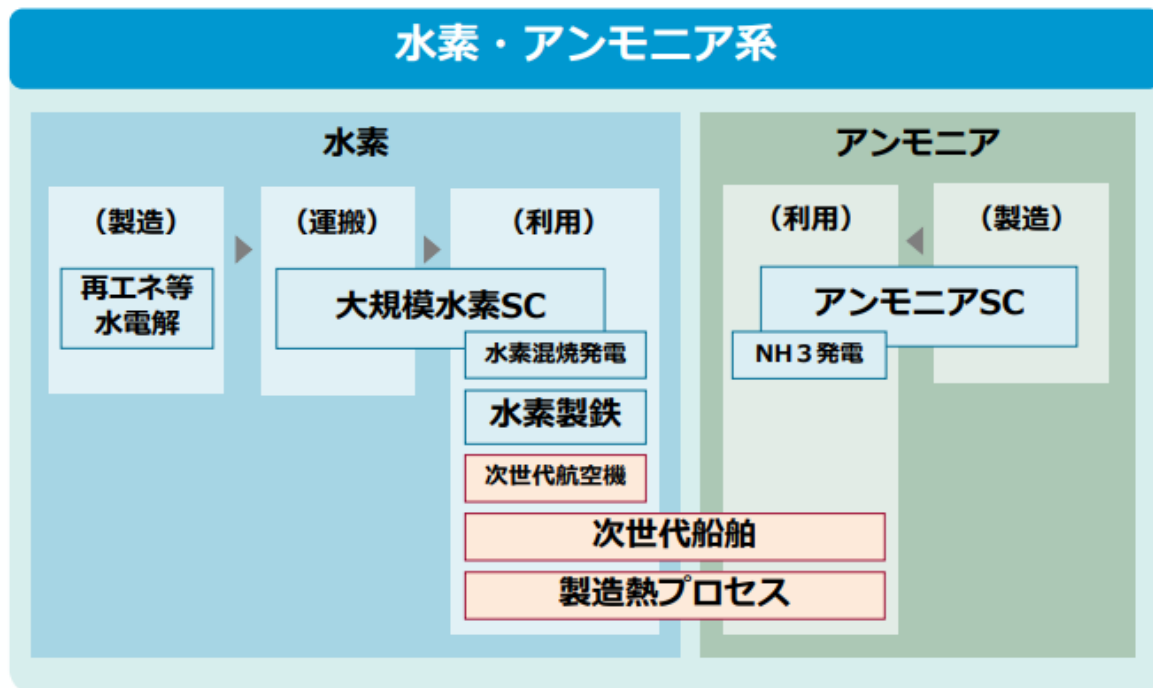 水素・アンモニア系
水素
（製造）
再エネ等
水電解
（運搬）
（利用）
大規模水素SC
水素混焼発電
水素製鉄
次世代航空機
次世代船舶
製造熱プロセス
アンモニア
（利用）
（製造）
アンモニアSC
NH３発電